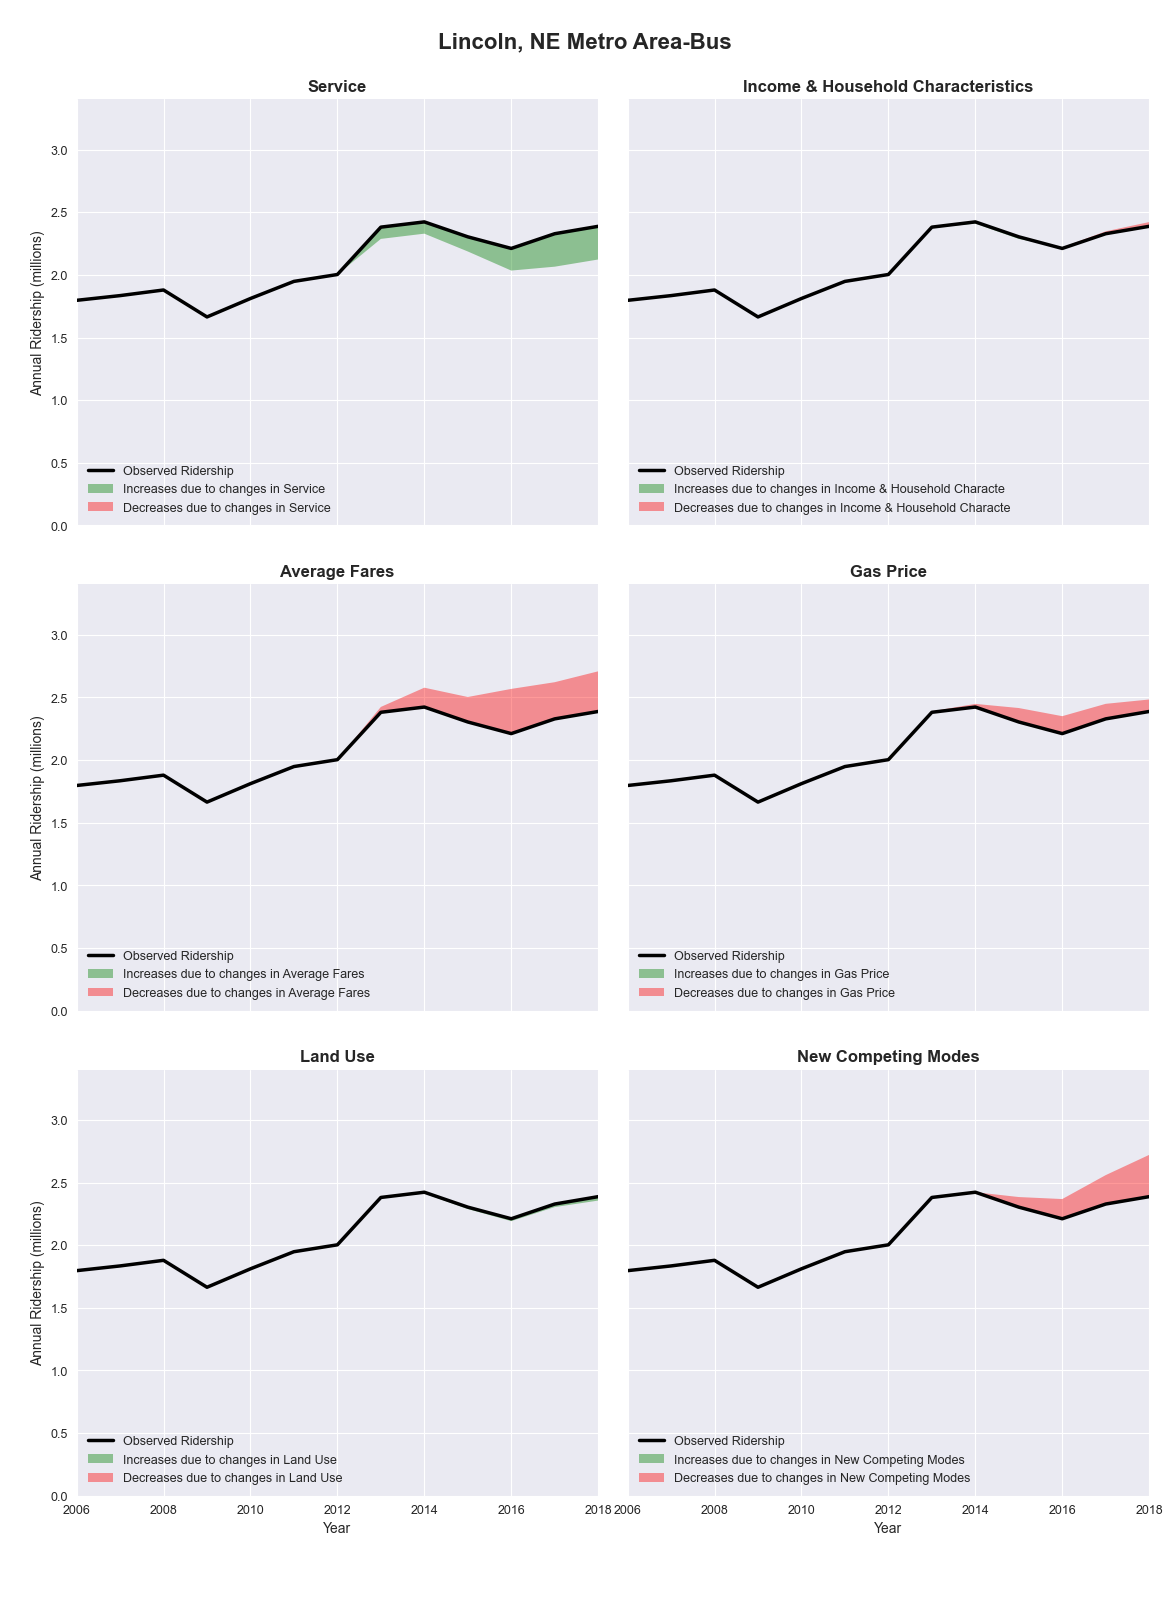 Lincoln, NE Metro Area-Bus
Service
3.0
2.5
2.0
1.5
1.0
0.5
0.0
Annual Ridership (millions)
Observed Ridership
Increases due to changes in Service
Decreases due to changes in Service
Income & Household Characteristics
Observed Ridership
Increases due to changes in Income & Household Characte
Decreases due to changes in Income & Household Characte
Average Fares
3.0
2.5
2.0
1.5
1.0
0.5
0.0
Annual Ridership (millions)
Observed Ridership
Increases due to changes in Average Fares
Decreases due to changes in Average Fares
Gas Price
Observed Ridership
Increases due to changes in Gas Price
Decreases due to changes in Gas Price
Land Use
3.0
2.5
2.0
1.5
1.0
0.5
0.0
Annual Ridership (millions)
Observed Ridership
Increases due to changes in Land Use
Decreases due to changes in Land Use
2006 2008 2010 2012 2014 2016 2018
Year
New Competing Modes
Observed Ridership
Increases due to changes in New Competing Modes
Decreases due to changes in New Competing Modes
2006 2008 2010 2012 2014 2016 2018
Year